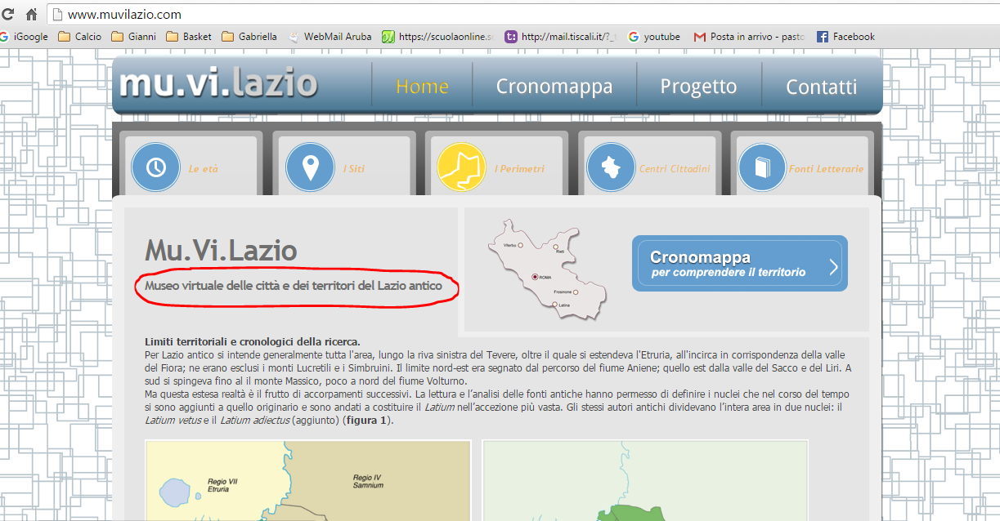 www.muvilazio.com
iGoogle Calcio Gianni Basket Gabriella WebMail Aruba https://scuolaonline.s http://mail.tiscali.it/?_ youtube Posta in arrivo - pasto Facebook
mu.vi.lazio Home Cronomappa Progetto Contatti
Le età I Siti I Perimetri Centri Cittadini Fonti Letterarie
Mu.Vi.Lazio
Museo virtuale delle città e dei territori del Lazio antico
Viterbo
Rieti
ROMA
Frosinone
Latina
Cronomappa
per comprendere il territorio
Limiti territoriali e cronologici della ricerca.
Per Lazio antico si intende generalmente tutta l'area, lungo la riva sinistra del Tevere, oltre il quale si estendeva l'Etruria, all'incirca in corrispondenza della valle
del Fiora; ne erano esclusi i monti Lucretili e i Simbruini. Il limite nord-est era segnato dal percorso del fiume Aniene; quello est dalla valle del Sacco e del Liri. A
sud si spingeva fino al il monte Massico, poco a nord del fiume Volturno.
Ma questa estesa realtà è il frutto di accorpamenti successivi. La lettura e l'analisi delle fonti antiche hanno permesso di definire i nuclei che nel corso del tempo
si sono aggiunti a quello originario e sono andati a costituire il Latium nell'accezione più vasta. Gli stessi autori antichi dividevano l'intera area in due nuclei: il
Latium vetus e il Latium adiectus (aggiunto) (figura 1).
Regio VII
Etruria
Regio IV
Samnium